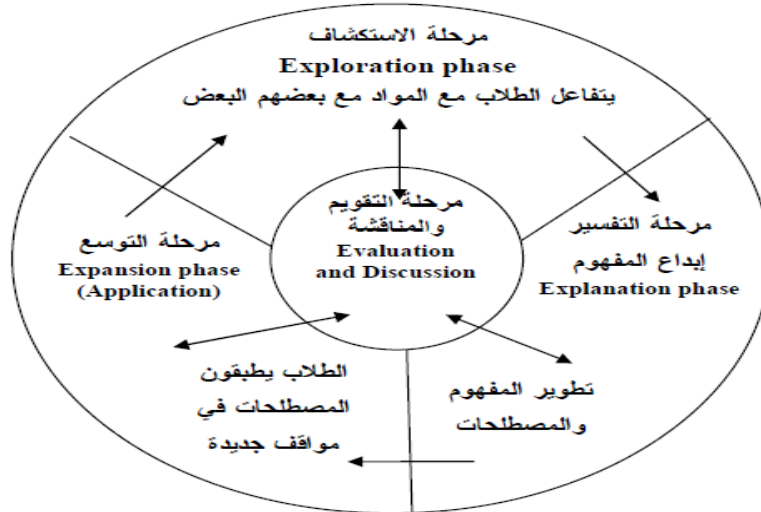 مرحلة الاستكشاف
Exploration phase
يتفاعل الطلاب مع المواد مع بعضهم البعض
مرحلة التقويم
والمناقشة
Evaluation
and Discussion
مرحلة التفسير
إبداع المفهوم
Explanation phase
تطوير المفهوم
والمصطلحات
مرحلة التوسع
Expansion phase
(Application)
الطلاب يطبقون
المصطلحات في
مواقف جديدة